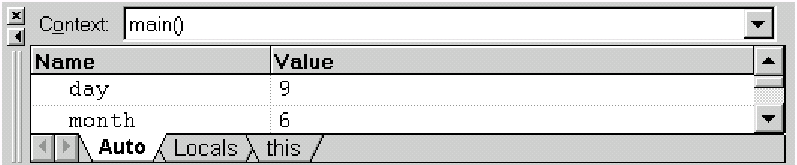 Context: main()
Name Value
day 9
month 6
Auto Locals this